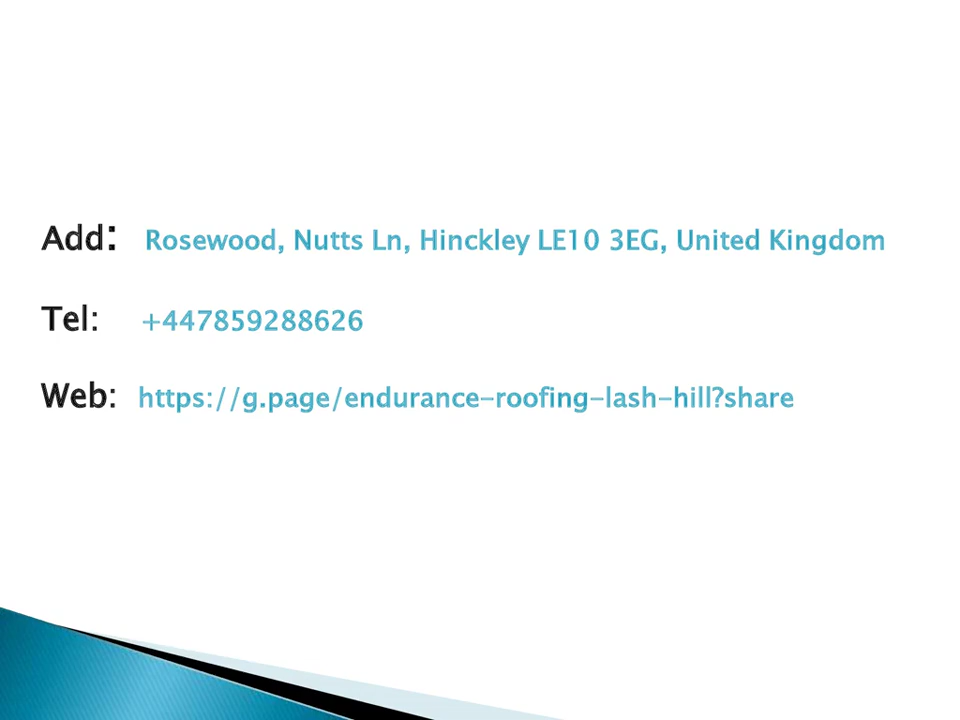 Add: Rosewood, Nutts Ln, Hinckley LE10 3EG, United Kingdom
Tel: +447859288626
Web: https://g.page/endurance-roofing-lash-hill?share